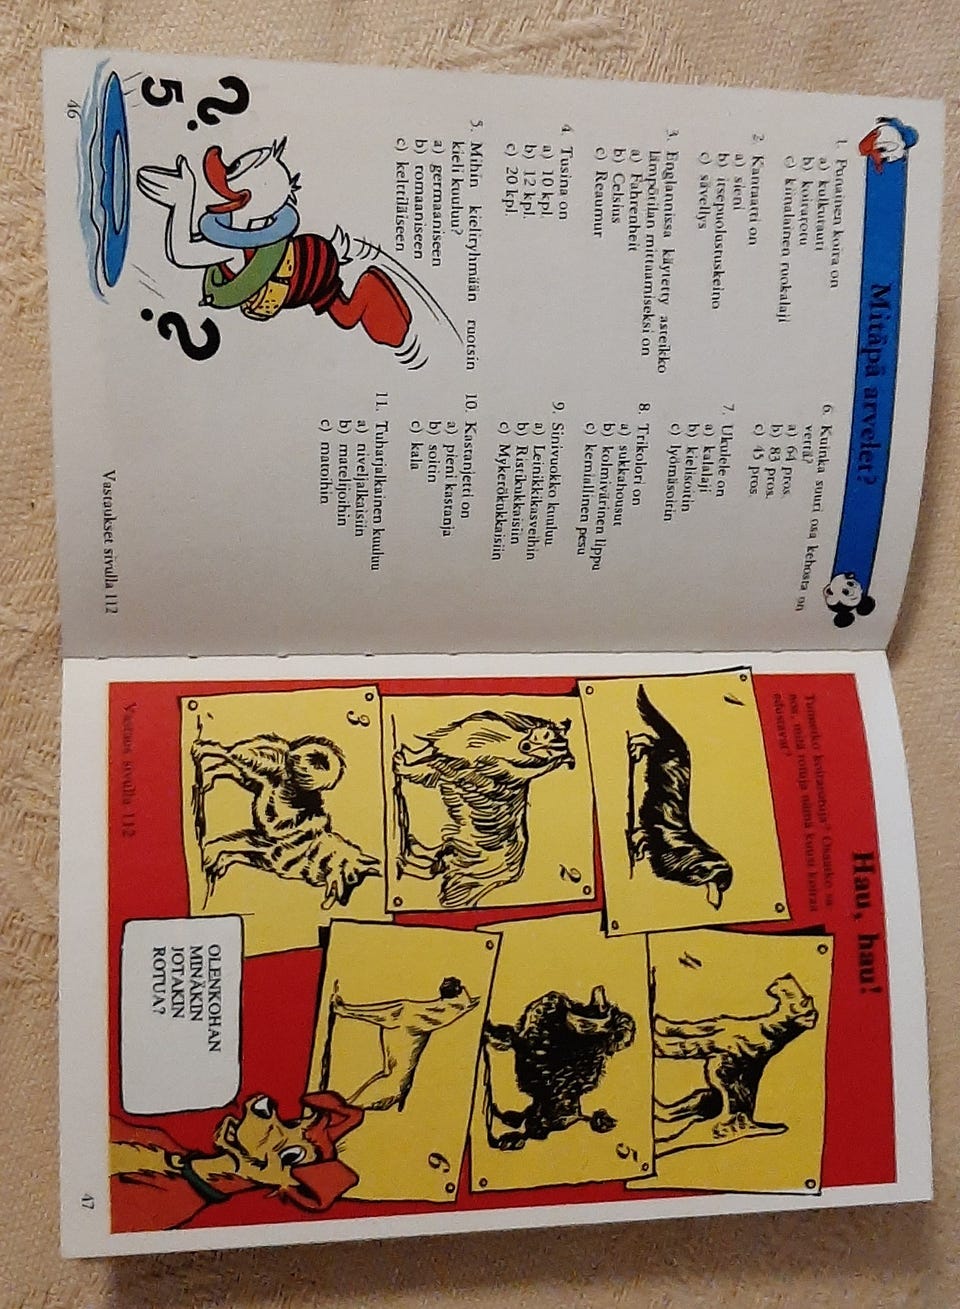 Mitäpä arvelet?
1. Punainen koira on
a) kulkutauti
b) koirarotu
c) kiinalainen ruokalaji
2. Kantaatti on
a) sieni
b) itsepuolustuskeino
c) sävellys
3. Englannissa käytetty asteikko
lämpötilan mittaamiseksi on
a) Fahrenheit
b) Celsius
c) Reaumur
4. Tusina on
a) 10 kpl.
b) 12 kpl.
c) 20 kpl.
5. Mihin kieliryhmään ruotsin
kieli kuuluu?
a) germaaniseen
b) romaaniseen
c) kelttiläiseen
6. Kuinka suuri osa kehosta on
vettä?
a) 64 pros.
b) 83 pros.
c) 45 pros.
7. Ukulele on
a) kalalaji
b) kielisoitin
c) lyömäsoitin
8. Trikolori on
a) sukkahousut
b) kolmivärinen lippu
c) kemiallinen pesu
9. Sinivuokko kuuluu
a) Leinikkikasveihin
b) Ristikukkaisiin
c) Mykerökukkaisiin
10. Kastanjetti on
a) pieni kastanja
b) soitin
c) kala
11. Tuhatjalkainen kuuluu
a) niveljalkaisiin
b) matelijoihin
c) matoihin
? 5 ?
Vastaukset sivulla 112
46
Hau, hau!
Tunnetko koirarotuja? Osaatko sa-
noa, mitä rotuja nämä kuusi koiraa
edustavat?
1
2
3
4
5
6
OLENKOHAN
MINÄKIN
JOTAKIN
ROTUA?
Vastaus sivulla 112
47